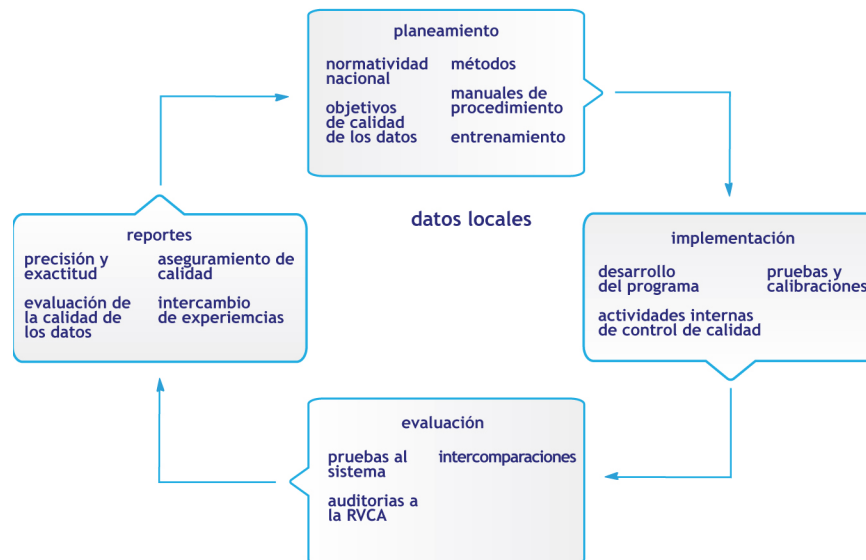 planeamiento
normatividad
nacional
objetivos
de calidad
de los datos
métodos
manuales de
procedimiento
entrenamiento
datos locales
reportes
precisión y
exactitud
evaluación de
la calidad de
los datos
aseguramiento de
calidad
intercambio
de experiemcias
implementación
desarrollo
del programa
pruebas y
calibraciones
actividades internas
de control de calidad
evaluación
pruebas al
sistema
auditorias a
la RVCA
intercomparaciones